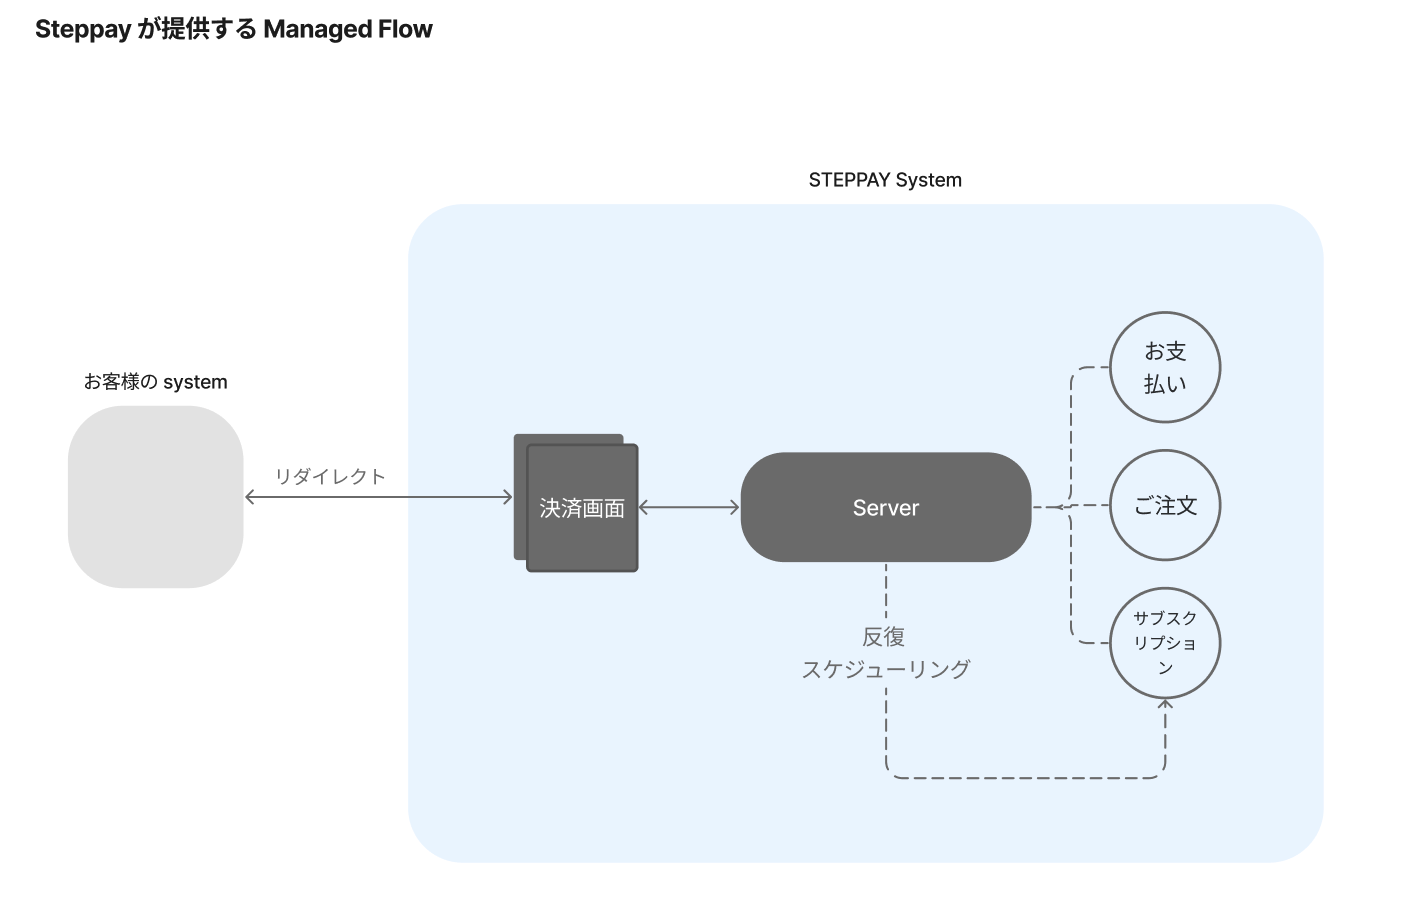 Steppay が提供する Managed Flow
STEPPAY System
お客様の system
リダイレクト
決済画面
Server
お支
払い
ご注文
サブスク
リプショ
ン
反復
スケジューリング